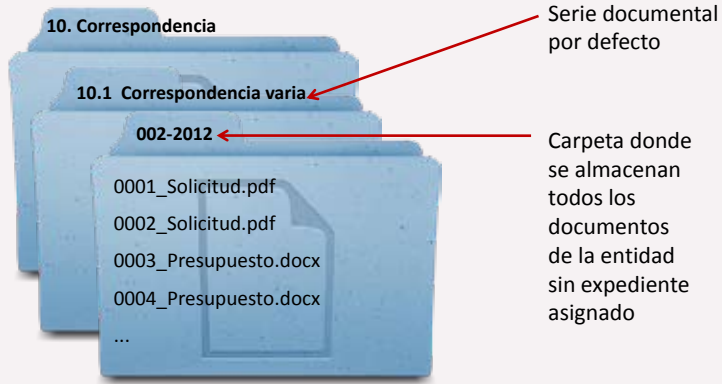 10. Correspondencia
10.1 Correspondencia varia
002-2012
0001_Solicitud.pdf
0002_Solicitud.pdf
0003_Presupuesto.docx
0004_Presupuesto.docx
...
Serie documental
por defecto
Carpeta donde
se almacenan
todos los
documentos
de la entidad
sin expediente
asignado